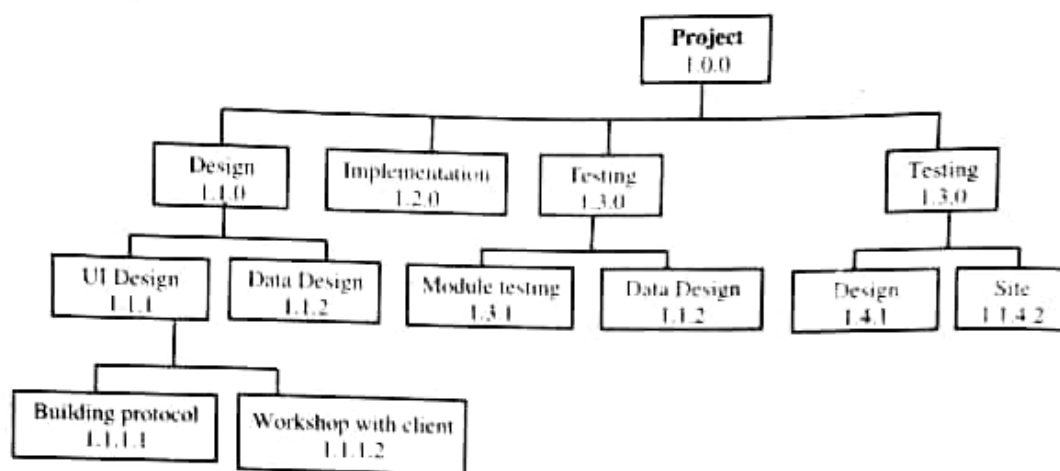 Project
1.0.0
Design
1.1.0
Implementation
1.2.0
Testing
1.3.0
Testing
1.3.0
UI Design
1.1.1
Data Design
1.1.2
Module testing
1.3.1
Data Design
1.1.2
Design
1.4.1
Site
1.1.4.2
Building protocol
1.1.1.1
Workshop with client
1.1.1.2